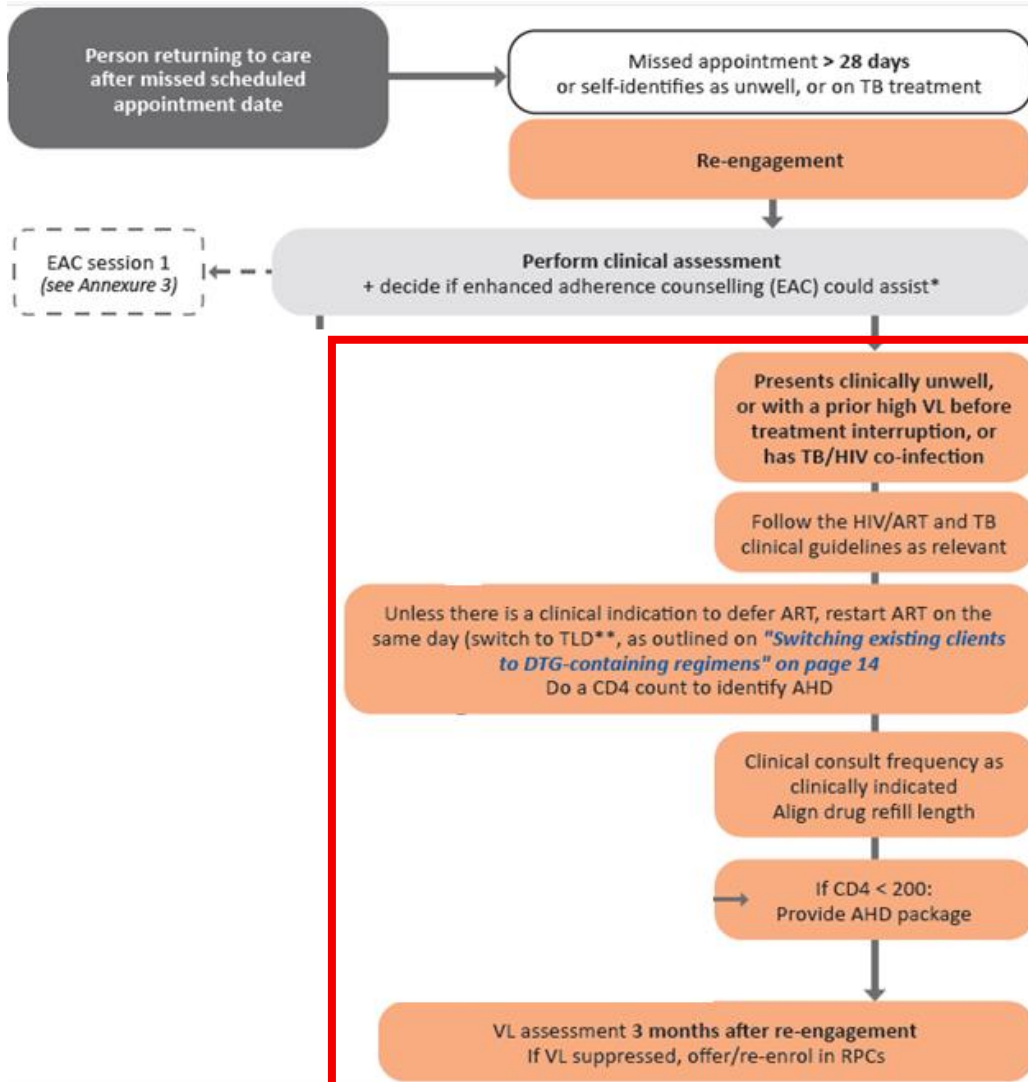 Person returning to care
after missed scheduled
appointment date
Missed appointment > 28 days
or self-identifies as unwell, or on TB treatment
Re-engagement
EAC session 1
(see Annexure 3)
Perform clinical assessment
+ decide if enhanced adherence counselling (EAC) could assist*
Presents clinically unwell,
or with a prior high VL before
treatment interruption, or
has TB/HIV co-infection
Follow the HIV/ART and TB
clinical guidelines as relevant
Unless there is a clinical indication to defer ART, restart ART on the
same day (switch to TLD**, as outlined on "Switching existing clients
to DTG-containing regimens" on page 14
Do a CD4 count to identify AHD
Clinical consult frequency as
clinically indicated
Align drug refill length
If CD4 < 200:
Provide AHD package
VL assessment 3 months after re-engagement
If VL suppressed, offer/re-enrol in RPCs